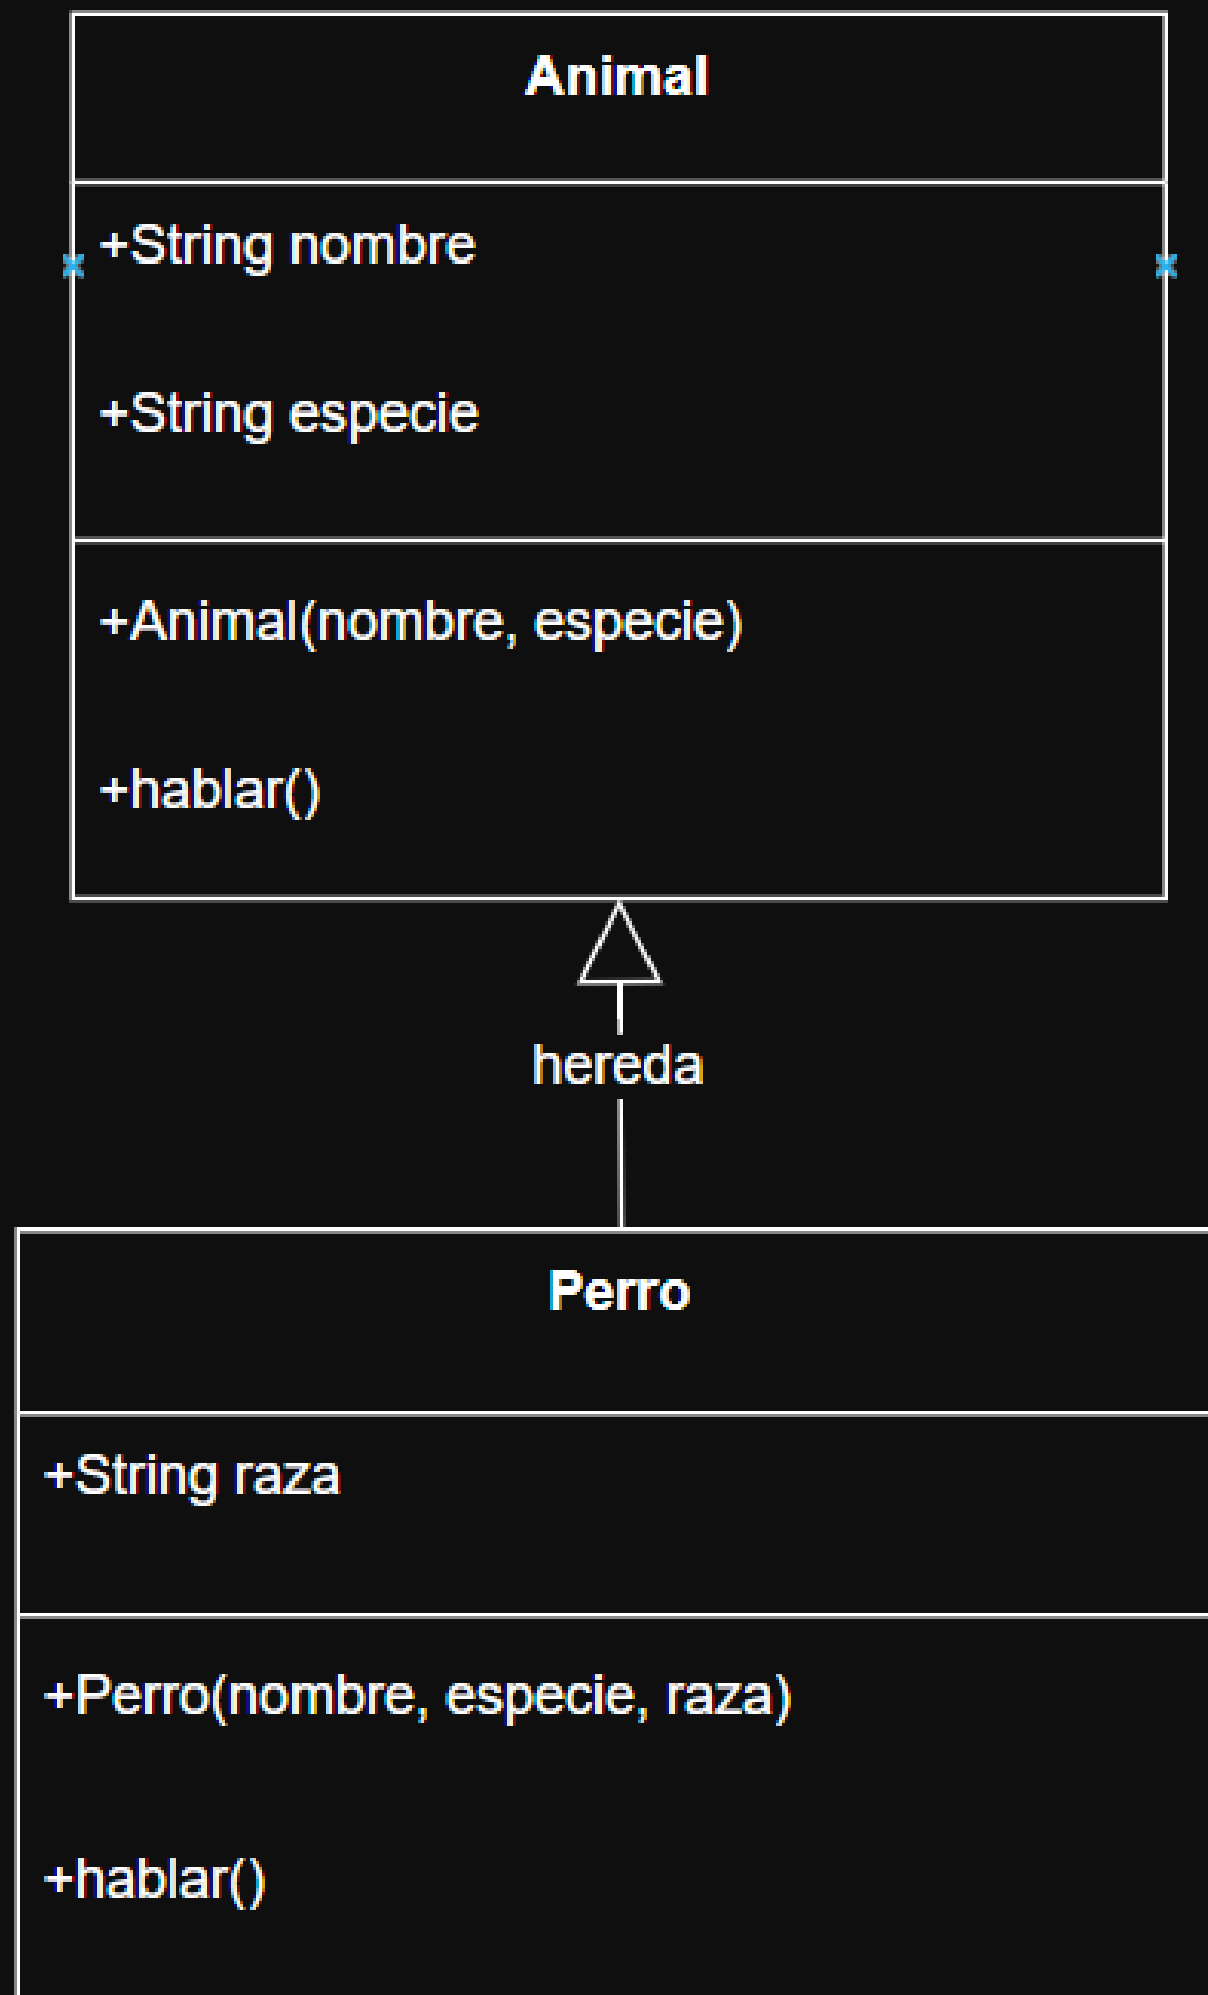 Animal
+String nombre
+String especie
+Animal(nombre, especie)
+hablar()
hereda
Perro
+String raza
+Perro(nombre, especie, raza)
+hablar()